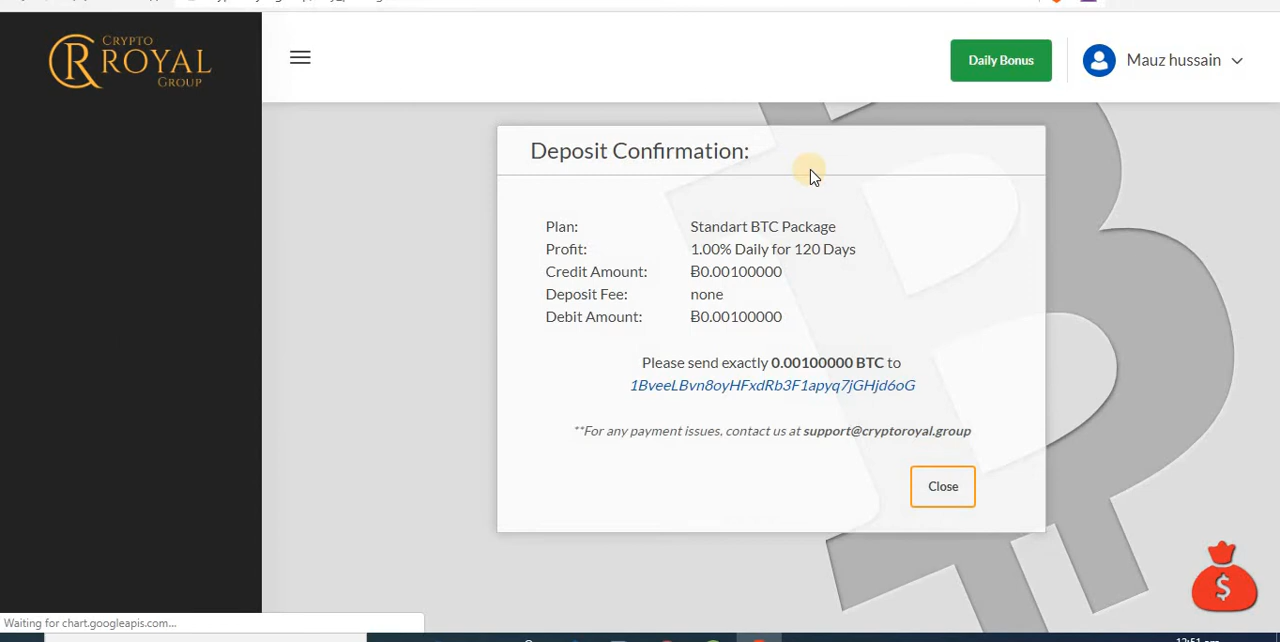 CRYPTO
ROYAL
GROUP
Daily Bonus
Mauz hussain
Deposit Confirmation:
Plan: Standart BTC Package
Profit: 1.00% Daily for 120 Days
Credit Amount: Ƀ0.00100000
Deposit Fee: none
Debit Amount: Ƀ0.00100000
Please send exactly 0.00100000 BTC to
1BveeLBvn8oyHFxdRb3F1apyq7jGHjd6oG
**For any payment issues, contact us at support@cryptoroyal.group
Close
$
Waiting for chart.googleapis.com...